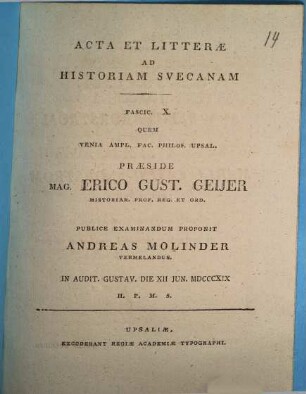 14
ACTA ET LITTERÆ
AD
HISTORIAM SVECANAM
FASCIC. X.
QUEM
VENIA AMPL. FAC. PHILOS. UPSAL.
PRÆSIDE
MAG. ERICO GUST. GEIJER
HISTORIAR. PROF. REG. ET ORD.
PUBLICE EXAMINANDUM PROPONIT
ANDREAS MOLINDER
VERMELANDUS.
IN AUDIT. GUSTAV. DIE XII JUN. MDCCCXIX
H. P. M. S.
UPSALIÆ,
EXCUDEBANT REGIÆ ACADEMIÆ TYPOGRAPHI.